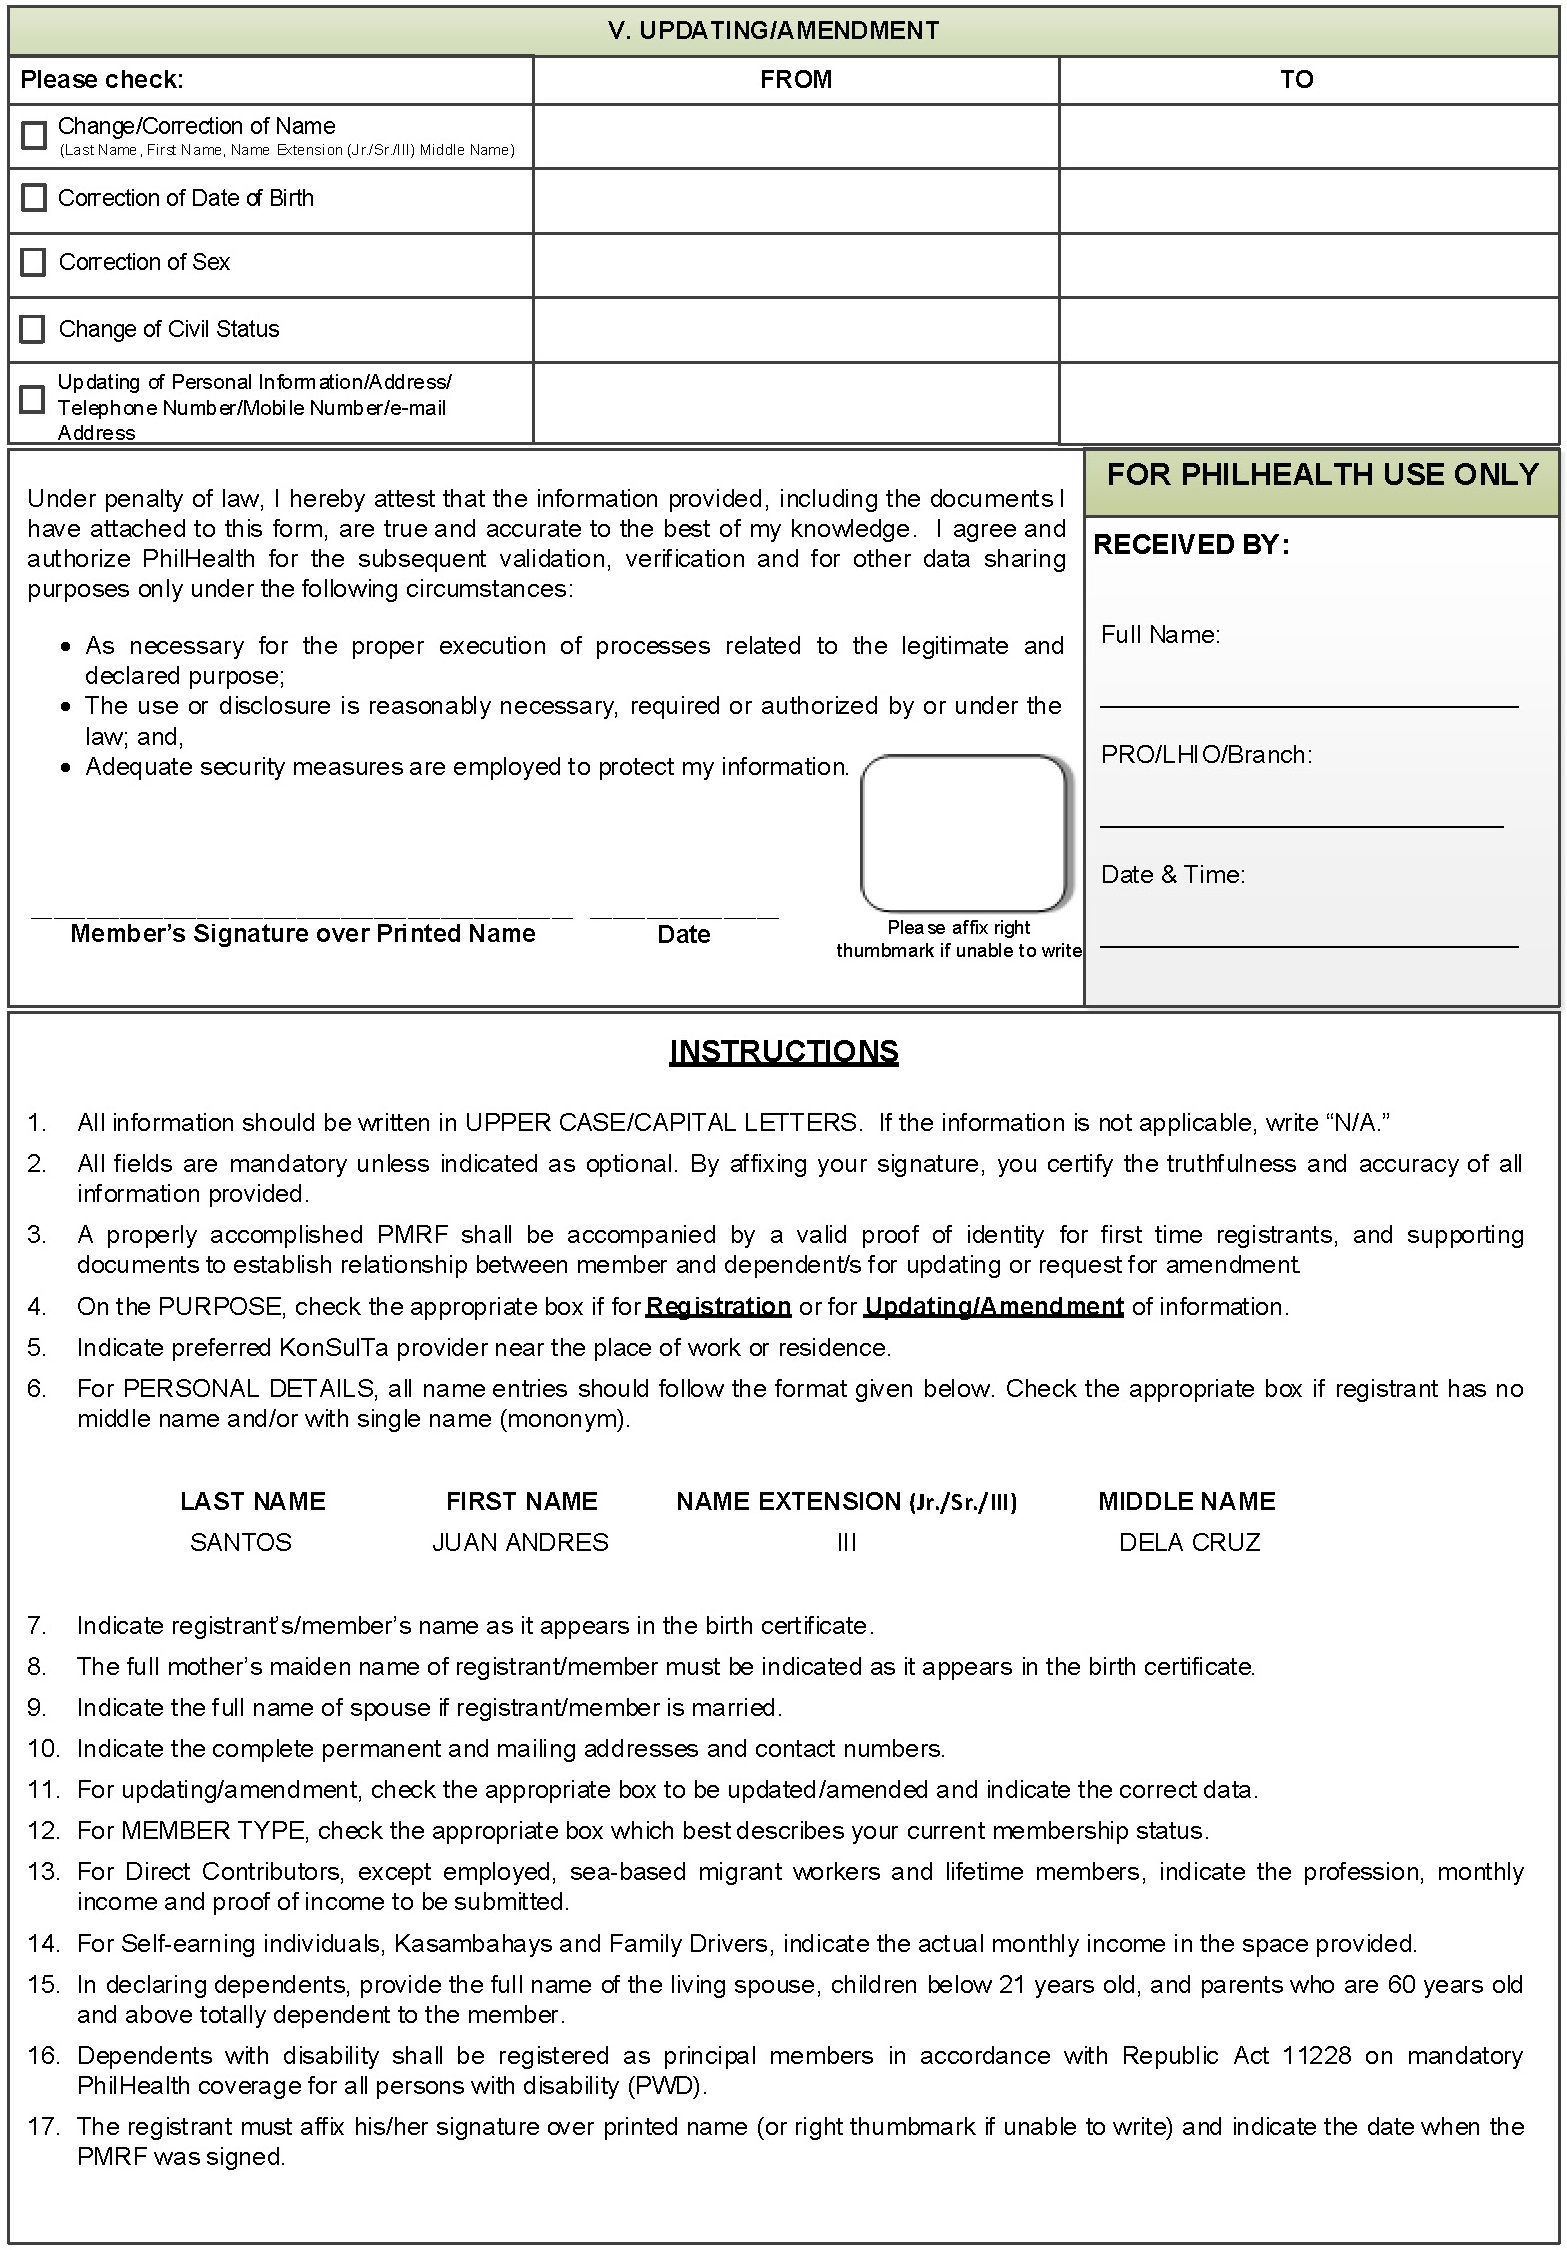 V. UPDATING/AMENDMENT
Please check: FROM TO
Change/Correction of Name
(Last Name, First Name, Name Extension (Jr./Sr./III) Middle Name)
Correction of Date of Birth
Correction of Sex
Change of Civil Status
Updating of Personal Information/Address/
Telephone Number/Mobile Number/e-mail
Address
Under penalty of law, I hereby attest that the information provided, including the documents I
have attached to this form, are true and accurate to the best of my knowledge. I agree and
authorize PhilHealth for the subsequent validation, verification and for other data sharing
purposes only under the following circumstances:
• As necessary for the proper execution of processes related to the legitimate and
declared purpose;
• The use or disclosure is reasonably necessary, required or authorized by or under the
law; and,
• Adequate security measures are employed to protect my information.
Member's Signature over Printed Name
Date
Please affix right
thumbmark if unable to write
FOR PHILHEALTH USE ONLY
RECEIVED BY:
Full Name:
PRO/LHIO/Branch:
Date & Time:
INSTRUCTIONS
1. All information should be written in UPPER CASE/CAPITAL LETTERS. If the information is not applicable, write “N/A.”
2. All fields are mandatory unless indicated as optional. By affixing your signature, you certify the truthfulness and accuracy of all
information provided.
3. A properly accomplished PMRF shall be accompanied by a valid proof of identity for first time registrants, and supporting
documents to establish relationship between member and dependent/s for updating or request for amendment.
4. On the PURPOSE, check the appropriate box if for Registration or for Updating/Amendment of information.
5. Indicate preferred KonSulTa provider near the place of work or residence.
6. For PERSONAL DETAILS, all name entries should follow the format given below. Check the appropriate box if registrant has no
middle name and/or with single name (mononym).
LAST NAME FIRST NAME NAME EXTENSION (Jr./Sr./III) MIDDLE NAME
SANTOS JUAN ANDRES III DELA CRUZ
7. Indicate registrant's/member's name as it appears in the birth certificate.
8. The full mother's maiden name of registrant/member must be indicated as it appears in the birth certificate.
9. Indicate the full name of spouse if registrant/member is married.
10. Indicate the complete permanent and mailing addresses and contact numbers.
11. For updating/amendment, check the appropriate box to be updated/amended and indicate the correct data.
12. For MEMBER TYPE, check the appropriate box which best describes your current membership status.
13. For Direct Contributors, except employed, sea-based migrant workers and lifetime members, indicate the profession, monthly
income and proof of income to be submitted.
14. For Self-earning individuals, Kasambahays and Family Drivers, indicate the actual monthly income in the space provided.
15. In declaring dependents, provide the full name of the living spouse, children below 21 years old, and parents who are 60 years old
and above totally dependent to the member.
16. Dependents with disability shall be registered as principal members in accordance with Republic Act 11228 on mandatory
PhilHealth coverage for all persons with disability (PWD).
17. The registrant must affix his/her signature over printed name (or right thumbmark if unable to write) and indicate the date when the
PMRF was signed.